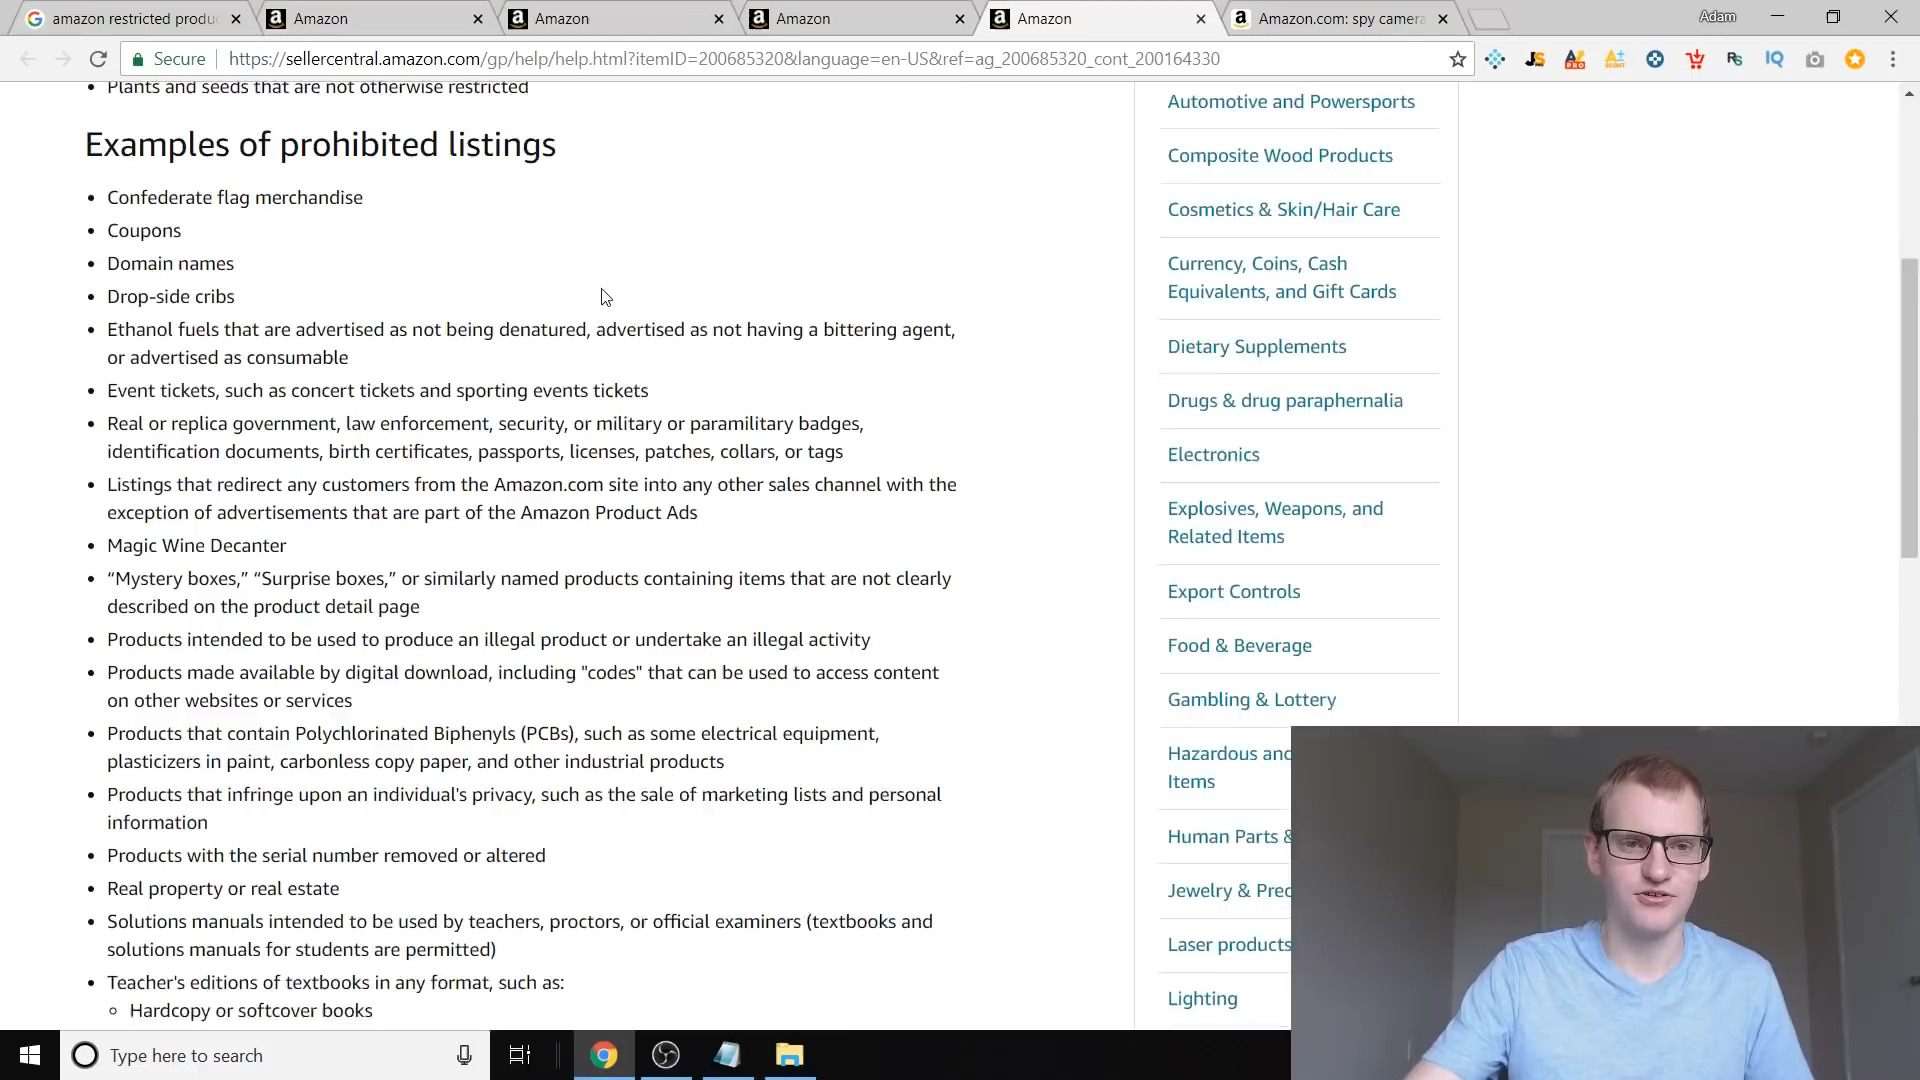 amazon restricted produ
Amazon
Amazon
Amazon
Amazon
Amazon.com: spy camera
Adam
Secure
https://sellercentral.amazon.com/gp/help/help.html?itemID=200685320&language=en-US&ref=ag_200685320_cont_200164330
• Plants and seeds that are not otherwise restricted
Examples of prohibited listings
• Confederate flag merchandise
• Coupons
• Domain names
• Drop-side cribs
• Ethanol fuels that are advertised as not being denatured, advertised as not having a bittering agent,
or advertised as consumable
• Event tickets, such as concert tickets and sporting events tickets
• Real or replica government, law enforcement, security, or military or paramilitary badges,
identification documents, birth certificates, passports, licenses, patches, collars, or tags
• Listings that redirect any customers from the Amazon.com site into any other sales channel with the
exception of advertisements that are part of the Amazon Product Ads
• Magic Wine Decanter
• “Mystery boxes,” “Surprise boxes,” or similarly named products containing items that are not clearly
described on the product detail page
• Products intended to be used to produce an illegal product or undertake an illegal activity
• Products made available by digital download, including "codes" that can be used to access content
on other websites or services
• Products that contain Polychlorinated Biphenyls (PCBs), such as some electrical equipment,
plasticizers in paint, carbonless copy paper, and other industrial products
• Products that infringe upon an individual's privacy, such as the sale of marketing lists and personal
information
• Products with the serial number removed or altered
• Real property or real estate
• Solutions manuals intended to be used by teachers, proctors, or official examiners (textbooks and
solutions manuals for students are permitted)
• Teacher's editions of textbooks in any format, such as:
◦ Hardcopy or softcover books
Automotive and Powersports
Composite Wood Products
Cosmetics & Skin/Hair Care
Currency, Coins, Cash
Equivalents, and Gift Cards
Dietary Supplements
Drugs & drug paraphernalia
Electronics
Explosives, Weapons, and
Related Items
Export Controls
Food & Beverage
Gambling & Lottery
Hazardous and
Items
Human Parts &
Jewelry & Prec
Laser products
Lighting
Type here to search